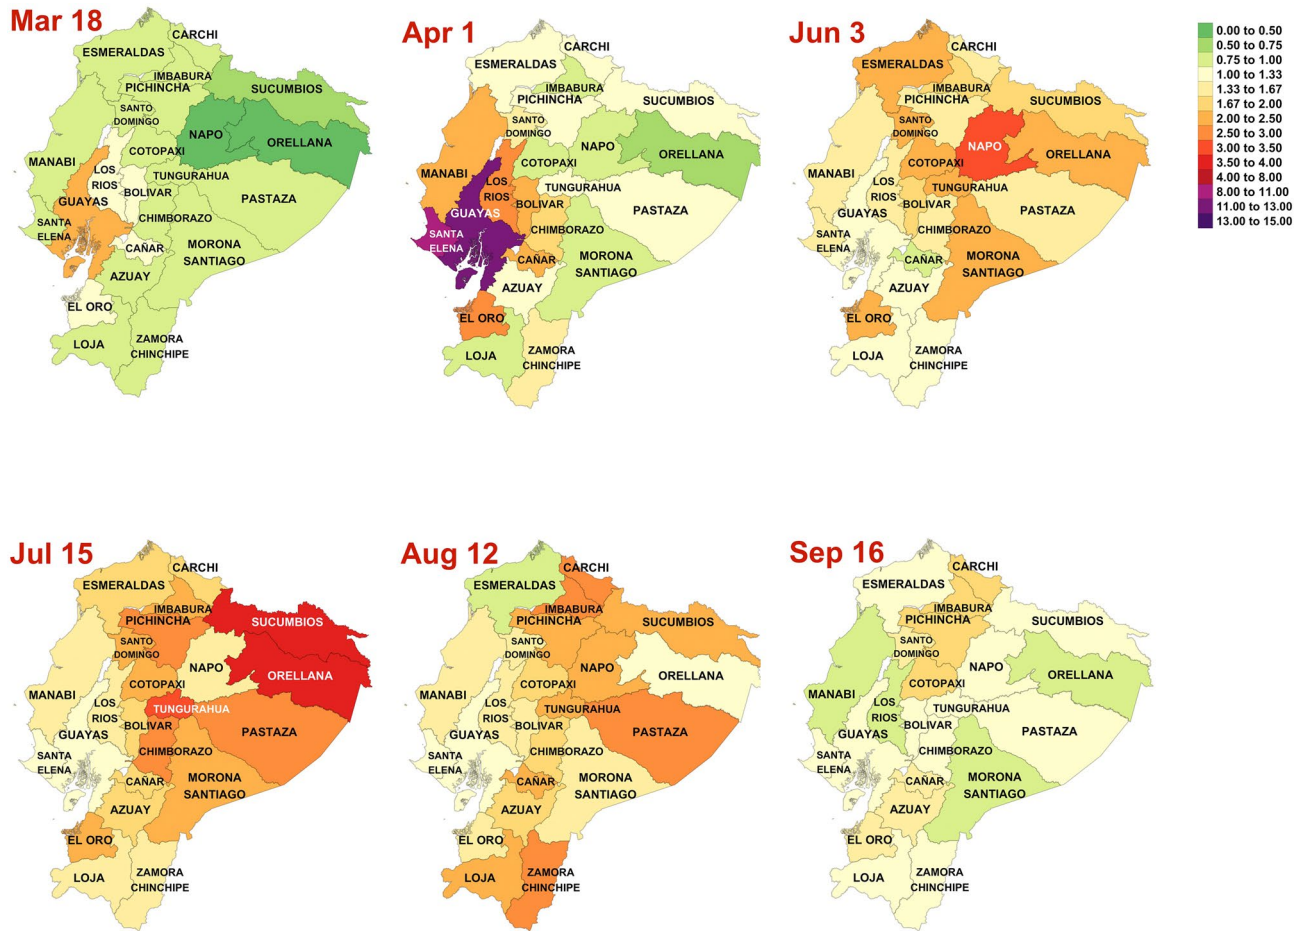 Mar 18
CARCHI
ESMERALDAS
IMBABURA
PICHINCHA
SUCUMBIOS
SANTO
DOMINGO
NAPO
ORELLANA
MANABI
COTOPAXI
LOS
RIOS
TUNGURAHUA
BOLIVAR
GUAYAS
PASTAZA
CHIMBORAZO
SANTA
ELENA
CAÑAR
MORONA
SANTIAGO
AZUAY
EL ORO
LOJA
ZAMORA
CHINCHIPE
Apr 1
CARCHI
ESMERALDAS
IMBABURA
PICHINCHA
SUCUMBIOS
SANTO
DOMINGO
NAPO
ORELLANA
COTOPAXI
MANABI
LOS
RIOS
TUNGURAHUA
BOLIVAR
GUAYAS
PASTAZA
CHIMBORAZO
SANTA
ELENA
CAÑAR
MORONA
SANTIAGO
AZUAY
EL ORO
LOJA
ZAMORA
CHINCHIPE
Jun 3
CARCHI
ESMERALDAS
IMBABURA
PICHINCHA
SUCUMBIOS
SANTO
DOMINGO
NAPO
ORELLANA
COTOPAXI
MANABI
LOS
RIOS
TUNGURAHUA
BOLIVAR
GUAYAS
PASTAZA
CHIMBORAZO
SANTA
ELENA
CAÑAR
MORONA
SANTIAGO
AZUAY
EL ORO
LOJA
ZAMORA
CHINCHIPE
0.00 to 0.50
0.50 to 0.75
0.75 to 1.00
1.00 to 1.33
1.33 to 1.67
1.67 to 2.00
2.00 to 2.50
2.50 to 3.00
3.00 to 3.50
3.50 to 4.00
4.00 to 8.00
8.00 to 11.00
11.00 to 13.00
13.00 to 15.00
Jul 15
CARCHI
ESMERALDAS
IMBABURA
PICHINCHA
SUCUMBIOS
SANTO
DOMINGO
NAPO
ORELLANA
COTOPAXI
MANABI
LOS
RIOS
TUNGURAHUA
BOLIVAR
GUAYAS
PASTAZA
CHIMBORAZO
SANTA
ELENA
CAÑAR
MORONA
SANTIAGO
AZUAY
EL ORO
LOJA
ZAMORA
CHINCHIPE
Aug 12
CARCHI
ESMERALDAS
IMBABURA
PICHINCHA
SUCUMBIOS
SANTO
DOMINGO
NAPO
ORELLANA
COTOPAXI
MANABI
LOS
RIOS
TUNGURAHUA
BOLIVAR
GUAYAS
PASTAZA
CHIMBORAZO
SANTA
ELENA
CAÑAR
MORONA
SANTIAGO
AZUAY
EL ORO
LOJA
ZAMORA
CHINCHIPE
Sep 16
CARCHI
ESMERALDAS
IMBABURA
PICHINCHA
SUCUMBIOS
SANTO
DOMINGO
NAPO
ORELLANA
COTOPAXI
MANABI
LOS
RIOS
TUNGURAHUA
BOLIVAR
GUAYAS
PASTAZA
CHIMBORAZO
SANTA
ELENA
CAÑAR
MORONA
SANTIAGO
AZUAY
EL ORO
LOJA
ZAMORA
CHINCHIPE